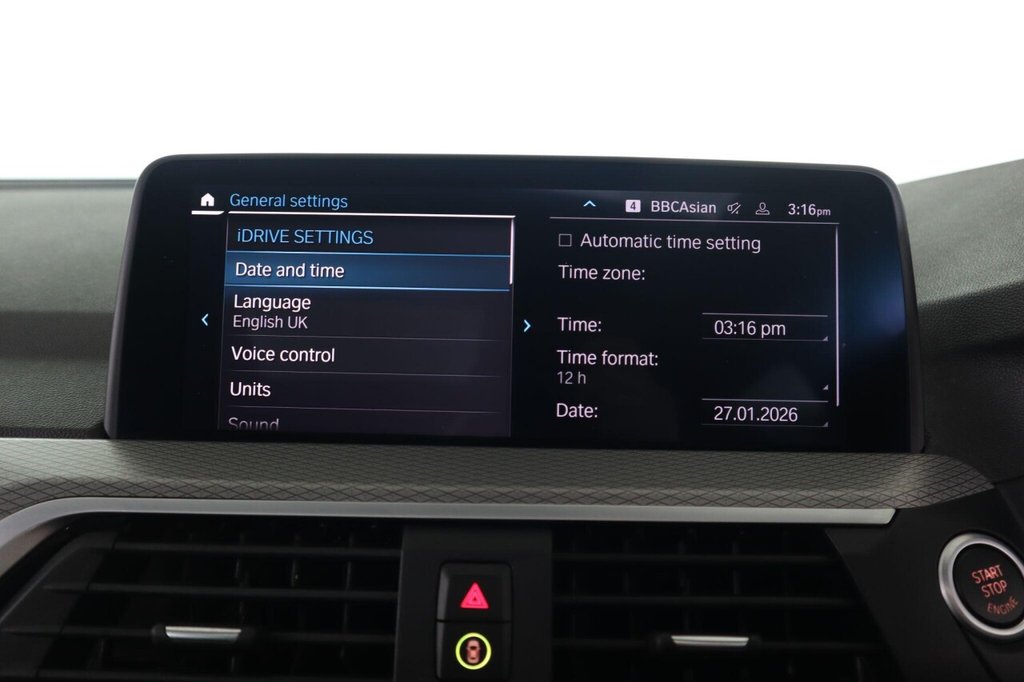 General settings
4 BBCAsian 3:16pm
iDRIVE SETTINGS
Date and time
Language
English UK
Voice control
Units
Sound
Automatic time setting
Time zone:
Time: 03:16 pm
Time format:
12 h
Date: 27.01.2026
START
STOP
ENGINE